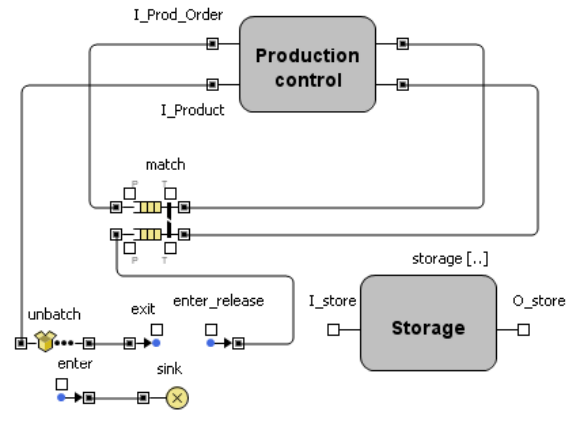 I_Prod_Order
Production
control
I_Product
match
P T
P T
storage [..]
I_store
O_store
Storage
unbatch
exit
enter_release
enter
sink